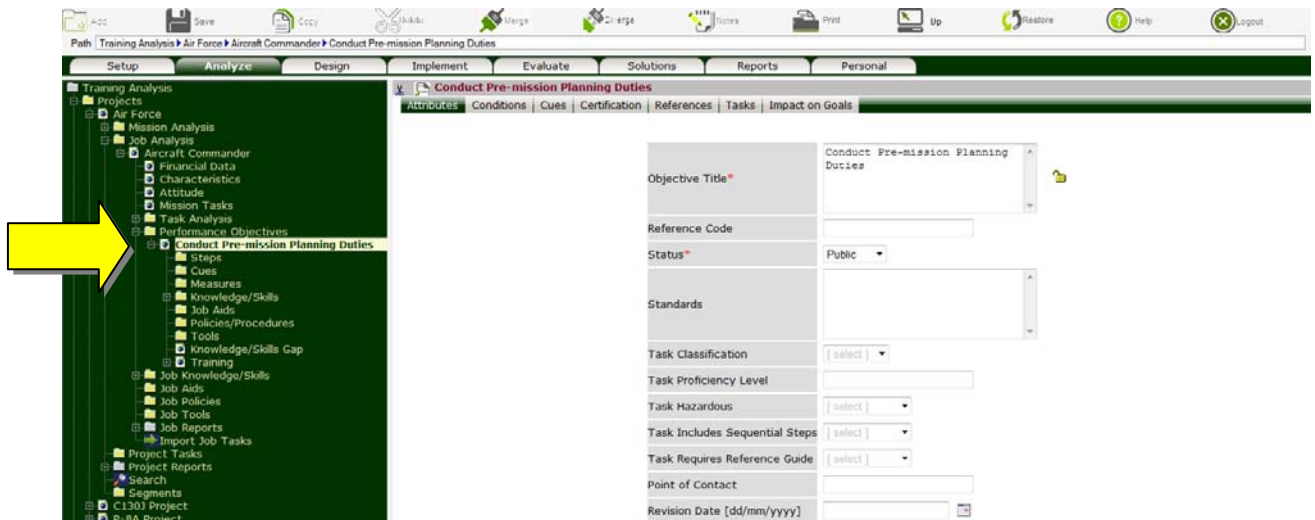 Add Save Copy Outdent Merge Diverge Notes Print Up Restore Help Logout
Path Training Analysis Air Force Aircraft Commander Conduct Pre-mission Planning Duties
Setup Analyze Design Implement Evaluate Solutions Reports Personal
Training Analysis
Projects
Air Force
Mission Analysis
Job Analysis
Aircraft Commander
Financial Data
Characteristics
Attitude
Mission Tasks
Task Analysis
Performance Objectives
Conduct Pre-mission Planning Duties
Steps
Cues
Measures
Knowledge/Skills
Job Aids
Policies/Procedures
Tools
Knowledge/Skills Gap
Training
Job Knowledge/Skills
Job Aids
Job Policies
Job Tools
Job Reports
Import Job Tasks
Project Tasks
Project Reports
Search
Segments
C130J Project
P-8A Project
Conduct Pre-mission Planning Duties
Attributes Conditions Cues Certification References Tasks Impact on Goals
Objective Title*
Conduct Pre-mission Planning
Duties
Reference Code
Status* Public
Standards
Task Classification [ select ]
Task Proficiency Level
Task Hazardous [ select ]
Task Includes Sequential Steps [ select ]
Task Requires Reference Guide [ select ]
Point of Contact
Revision Date [dd/mm/yyyy]